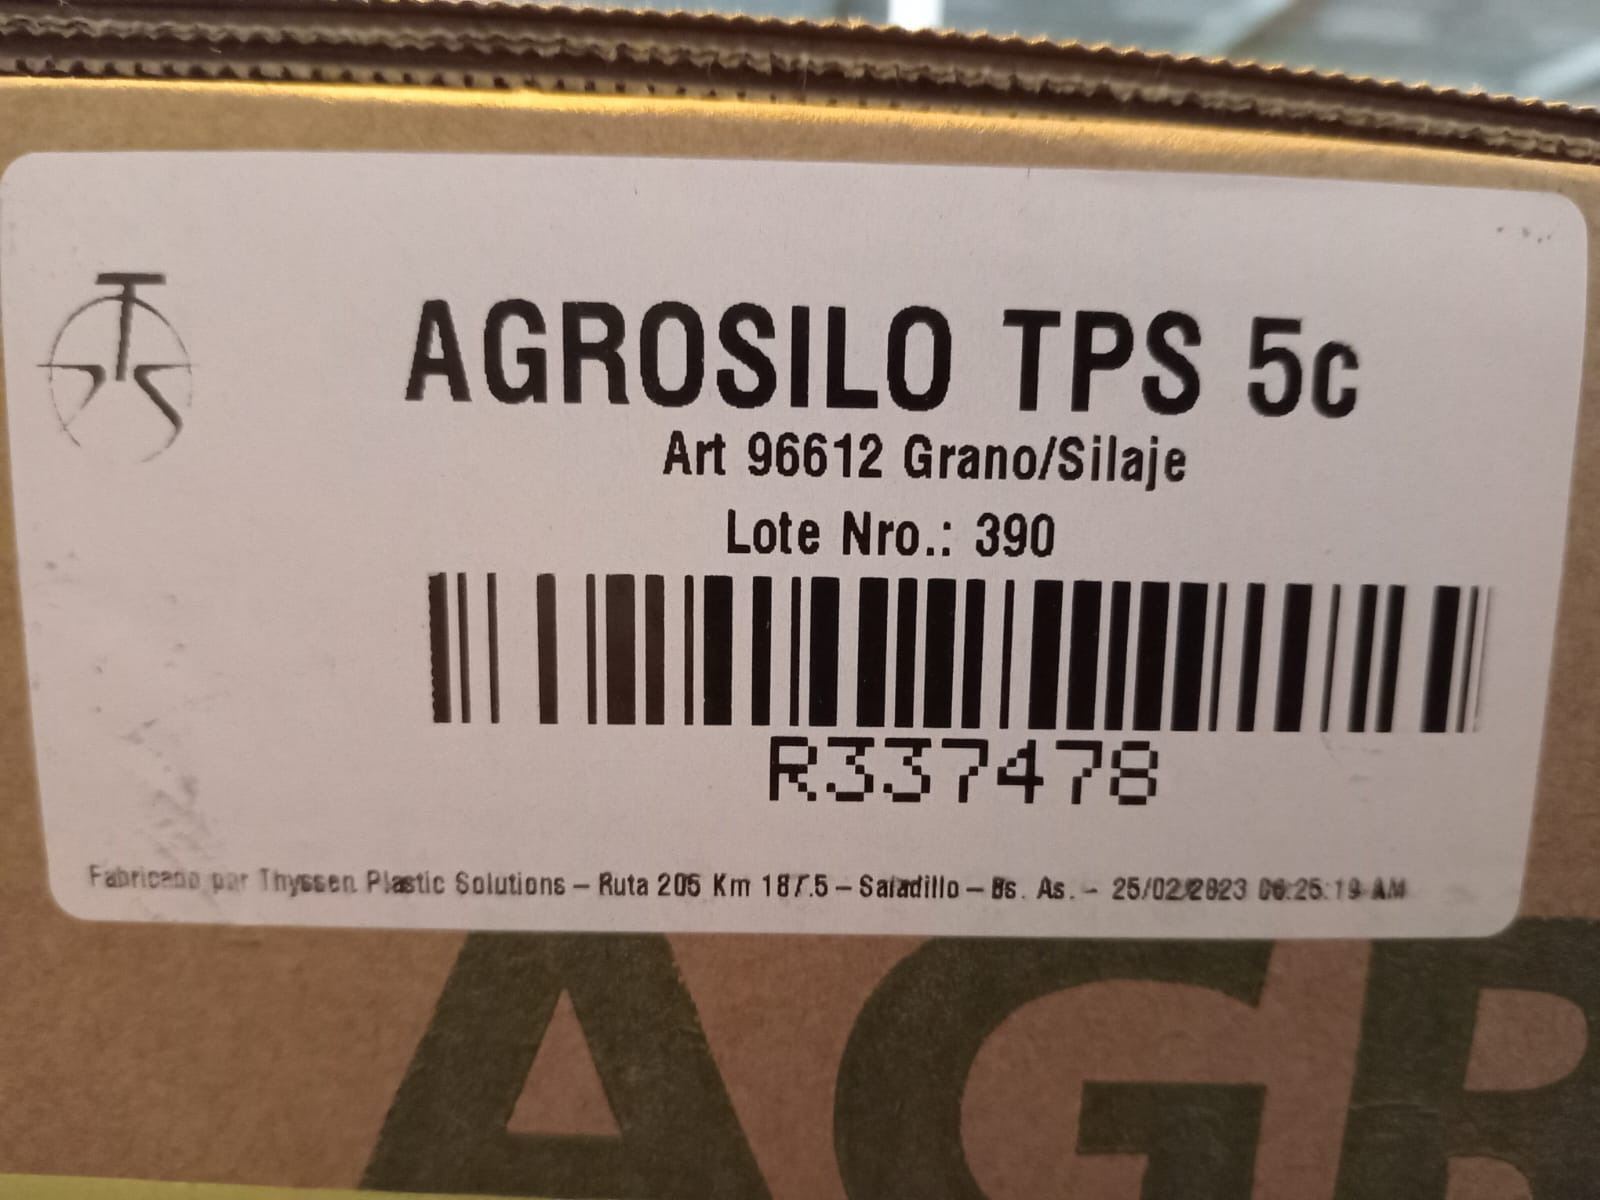 AGROSILO TPS 5c
Art 96612 Grano/Silaje
Lote Nro.: 390
R337478
Fabricado por Thyssen Plastic Solutions – Ruta 205 Km 187.5 – Saladillo – Bs. As. - 25/02/2023 06:25:19 AM
AGR